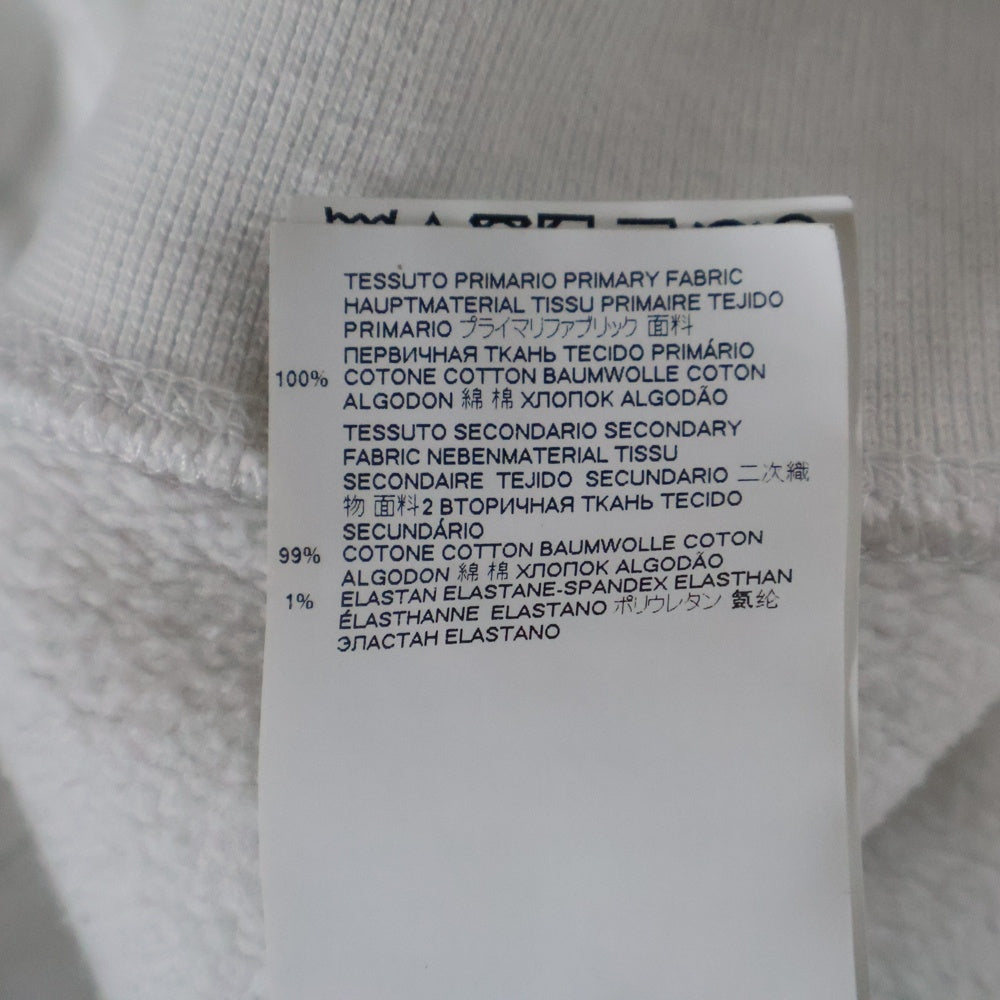 TESSUTO PRIMARIO PRIMARY FABRIC
HAUPTMATERIAL TISSU PRIMAIRE TEJIDO
PRIMARIO プライマリファブリック 面料
ПЕРВИЧНАЯ ТКАНЬ TECIDO PRIMÁRIO
100% COTONE COTTON BAUMWOLLE COTON
ALGODON 綿 棉 ХЛОПОК ALGODÃO
TESSUTO SECONDARIO SECONDARY
FABRIC NEBENMATERIAL TISSU
SECONDAIRE TEJIDO SECUNDARIO 二次織
物 面料2 ВТОРИЧНАЯ ТКАНЬ TECIDO
SECUNDÁRIO
99% COTONE COTTON BAUMWOLLE COTON
ALGODON 綿 棉 ХЛОПОК ALGODÃO
1% ELASTAN ELASTANE-SPANDEX ELASTHAN
ÉLASTHANNE ELASTANO ポリウレタン 氨纶
ЭЛАСТАН ELASTANO